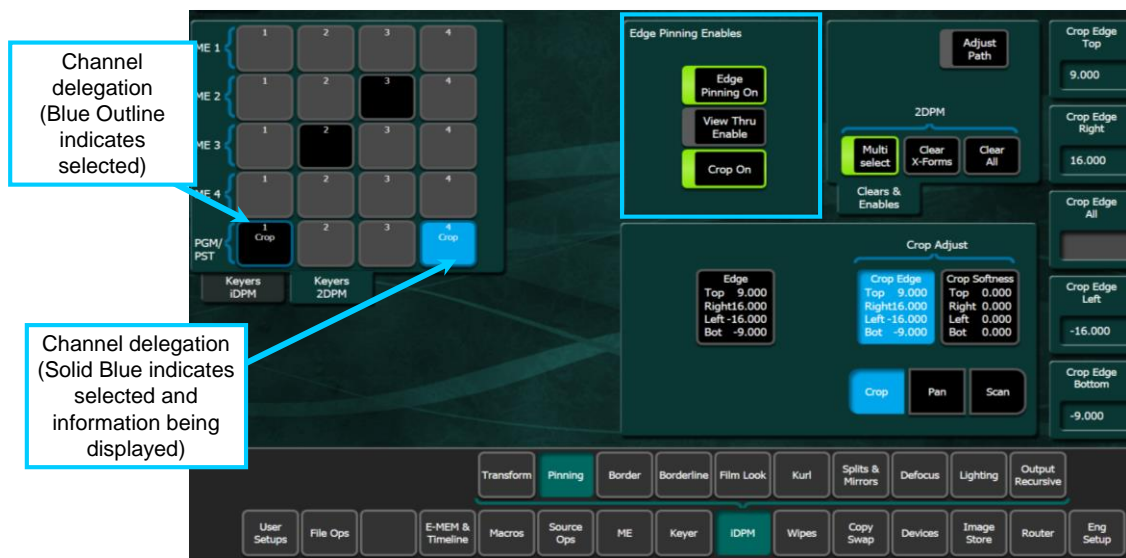 Channel
delegation
(Blue Outline
indicates
selected)
Channel delegation
(Solid Blue indicates
selected and
information being
displayed)
ME 1
1 2 3 4
ME 2
3 4
ME 3
1 2 3 4
ME 4
1 2 3 4
PGM/
PST
1
Crop
2 3 4
Crop
Keyers
iDPM
Keyers
2DPM
Edge Pinning Enables
Edge
Pinning On
View Thru
Enable
Crop On
Adjust
Path
2DPM
Multi
select
Clear
X-Forms
Clear
All
Clears &
Enables
Edge
Top 9.000
Right16.000
Left-16.000
Bot -9.000
Crop Adjust
Crop Edge
Top 9.000
Right16.000
Left-16.000
Bot -9.000
Crop Softness
Top 0.000
Right 0.000
Left 0.000
Bot 0.000
Crop
Pan
Scan
Crop Edge
Top
9.000
Crop Edge
Right
16.000
Crop Edge
All
Crop Edge
Left
-16.000
Crop Edge
Bottom
-9.000
Transform Pinning Border Borderline Film Look Kurl
Splits &
Mirrors
Defocus Lighting
Output
Recursive
User
Setups
File Ops
E-MEM &
Timeline
Macros
Source
Ops
ME Keyer iDPM Wipes
Copy
Swap
Devices
Image
Store
Router
Eng
Setup